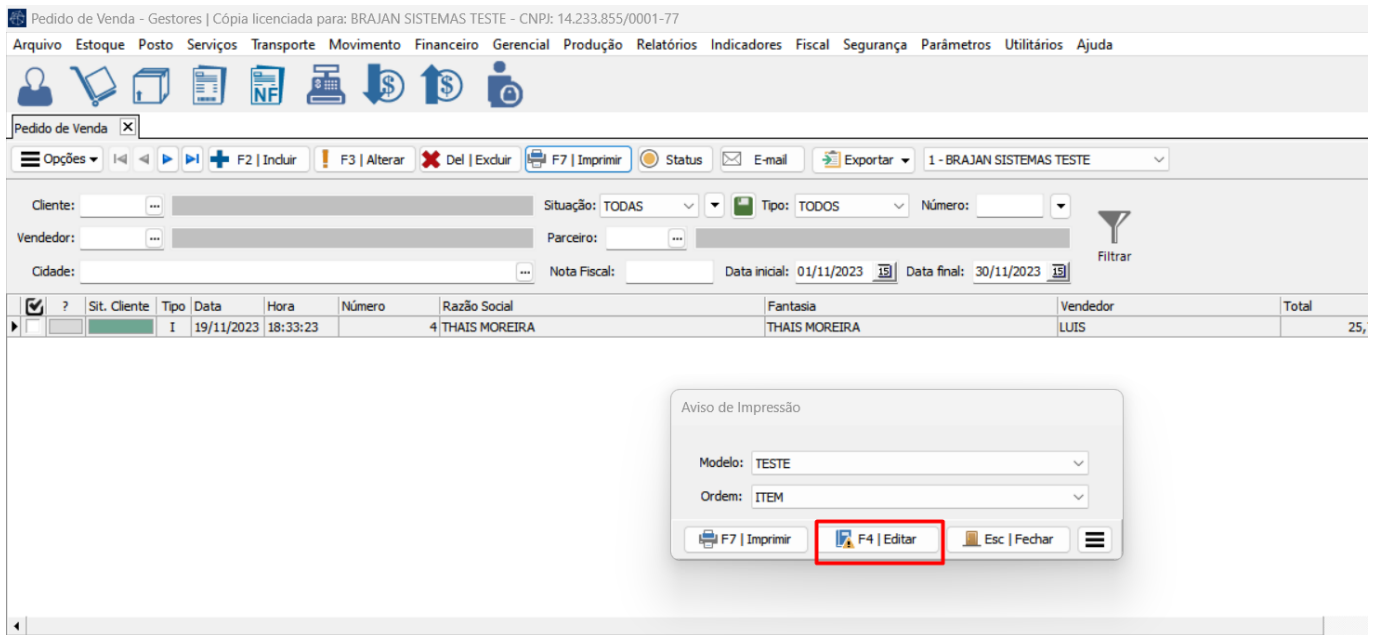 Pedido de Venda - Gestores | Cópia licenciada para: BRAJAN SISTEMAS TESTE - CNPJ: 14.233.855/0001-77
Arquivo Estoque Posto Serviços Transporte Movimento Financeiro Gerencial Produção Relatórios Indicadores Fiscal Segurança Parâmetros Utilitários Ajuda
NF
Pedido de Venda
Opções F2 | Incluir F3 | Alterar Del | Excluir F7 | Imprimir Status E-mail Exportar 1 - BRAJAN SISTEMAS TESTE
Cliente: ... Situação: TODAS Tipo: TODOS Número:
Vendedor: ... Parceiro: ...
Filtrar
Cidade: ... Nota Fiscal: Data inicial: 01/11/2023 15 Data final: 30/11/2023 15
? Sit. Cliente Tipo Data Hora Número Razão Social Fantasia Vendedor Total
I 19/11/2023 18:33:23 4 THAIS MOREIRA THAIS MOREIRA LUIS 25,
Aviso de Impressão
Modelo: TESTE
Ordem: ITEM
F7 | Imprimir F4 | Editar Esc | Fechar